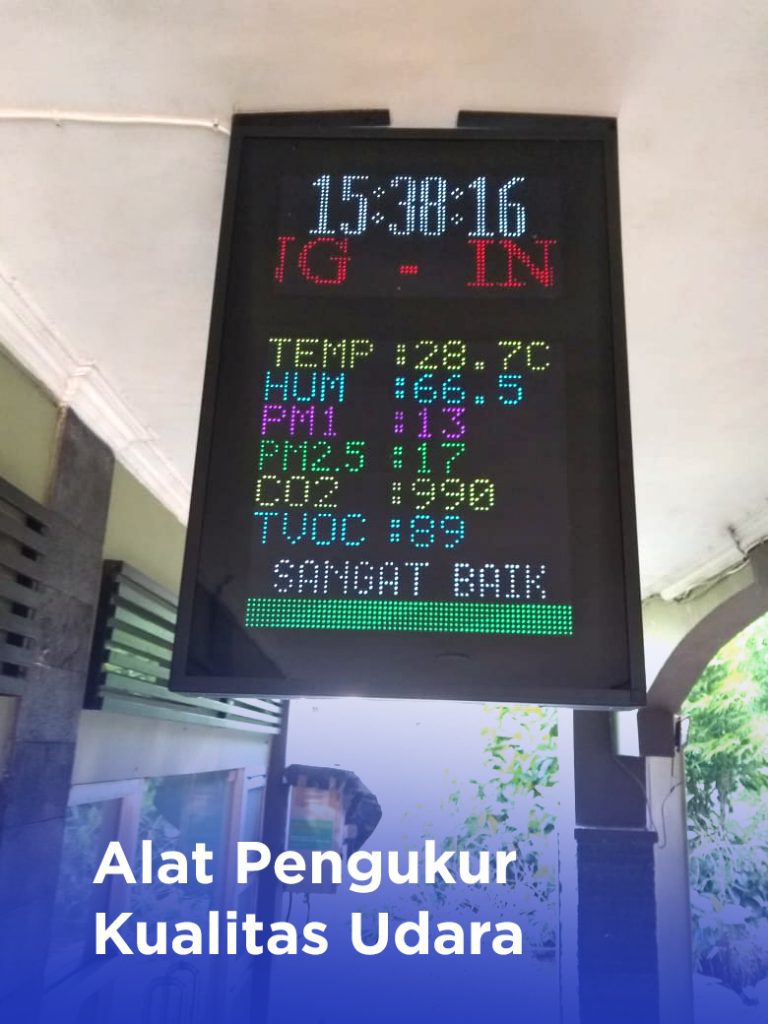 15:38:16
IG - IN
TEMP :28.7C
HUM :66.5
PM1 :13
PM2.5 :17
CO2 :990
TVOC :89
SANGAT BAIK
Alat Pengukur
Kualitas Udara